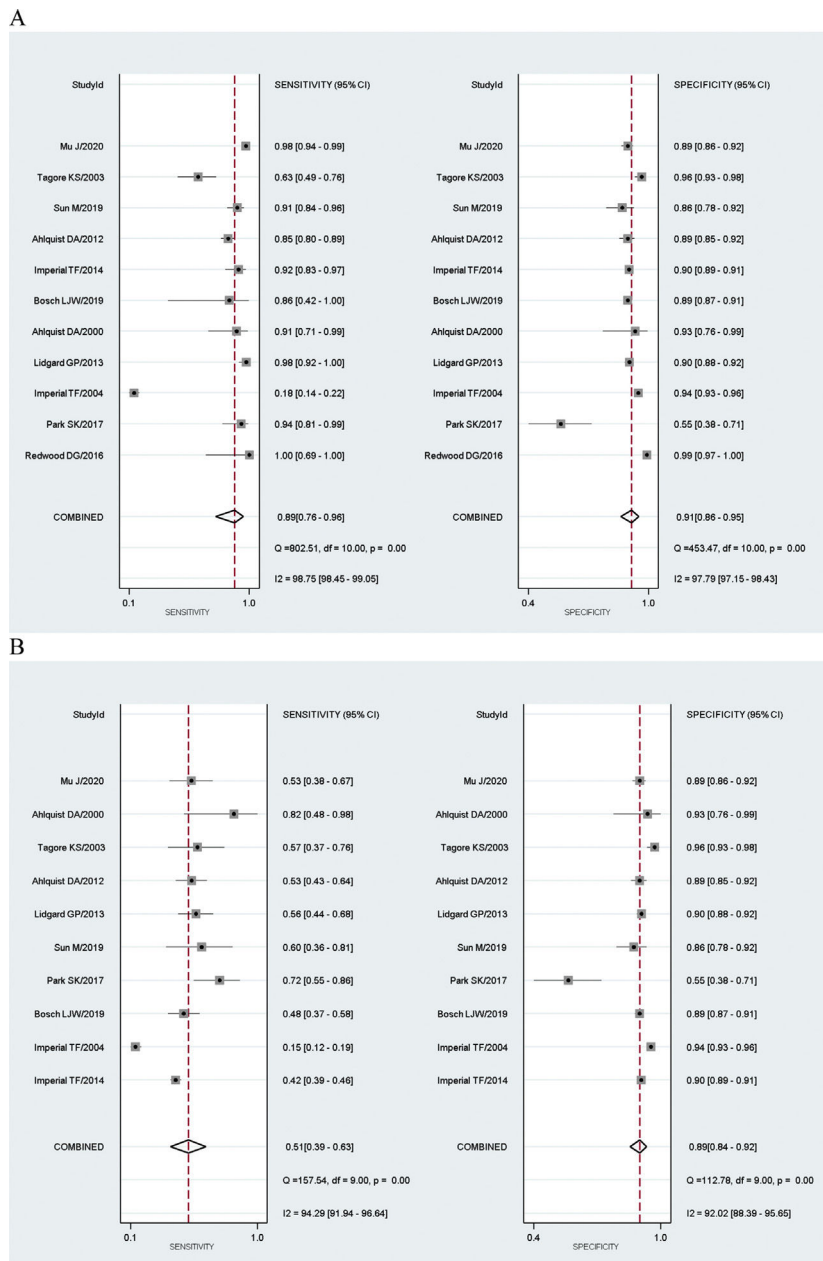 A
StudyId SENSITIVITY (95% CI) StudyId SPECIFICITY (95% CI)
Mu J/2020 0.98 [0.94 - 0.99] Mu J/2020 0.89 [0.86 - 0.92]
Tagore KS/2003 0.63 [0.49 - 0.76] Tagore KS/2003 0.96 [0.93 - 0.98]
Sun M/2019 0.91 [0.84 - 0.96] Sun M/2019 0.86 [0.78 - 0.92]
Ahlquist DA/2012 0.85 [0.80 - 0.89] Ahlquist DA/2012 0.89 [0.85 - 0.92]
Imperial TF/2014 0.92 [0.83 - 0.97] Imperial TF/2014 0.90 [0.89 - 0.91]
Bosch LJW/2019 0.86 [0.42 - 1.00] Bosch LJW/2019 0.89 [0.87 - 0.91]
Ahlquist DA/2000 0.91 [0.71 - 0.99] Ahlquist DA/2000 0.93 [0.76 - 0.99]
Lidgard GP/2013 0.98 [0.92 - 1.00] Lidgard GP/2013 0.90 [0.88 - 0.92]
Imperial TF/2004 0.18 [0.14 - 0.22] Imperial TF/2004 0.94 [0.93 - 0.96]
Park SK/2017 0.94 [0.81 - 0.99] Park SK/2017 0.55 [0.38 - 0.71]
Redwood DG/2016 1.00 [0.69 - 1.00] Redwood DG/2016 0.99 [0.97 - 1.00]
COMBINED 0.89[0.76 - 0.96] COMBINED 0.91[0.86 - 0.95]
Q =802.51, df = 10.00, p = 0.00 Q =453.47, df = 10.00, p = 0.00
I2 = 98.75 [98.45 - 99.05] I2 = 97.79 [97.15 - 98.43]
0.1 1.0 0.4 1.0
SENSITIVITY SPECIFICITY
B
StudyId SENSITIVITY (95% CI) StudyId SPECIFICITY (95% CI)
Mu J/2020 0.53 [0.38 - 0.67] Mu J/2020 0.89 [0.86 - 0.92]
Ahlquist DA/2000 0.82 [0.48 - 0.98] Ahlquist DA/2000 0.93 [0.76 - 0.99]
Tagore KS/2003 0.57 [0.37 - 0.76] Tagore KS/2003 0.96 [0.93 - 0.98]
Ahlquist DA/2012 0.53 [0.43 - 0.64] Ahlquist DA/2012 0.89 [0.85 - 0.92]
Lidgard GP/2013 0.56 [0.44 - 0.68] Lidgard GP/2013 0.90 [0.88 - 0.92]
Sun M/2019 0.60 [0.36 - 0.81] Sun M/2019 0.86 [0.78 - 0.92]
Park SK/2017 0.72 [0.55 - 0.86] Park SK/2017 0.55 [0.38 - 0.71]
Bosch LJW/2019 0.48 [0.37 - 0.58] Bosch LJW/2019 0.89 [0.87 - 0.91]
Imperial TF/2004 0.15 [0.12 - 0.19] Imperial TF/2004 0.94 [0.93 - 0.96]
Imperial TF/2014 0.42 [0.39 - 0.46] Imperial TF/2014 0.90 [0.89 - 0.91]
COMBINED 0.51[0.39 - 0.63] COMBINED 0.89[0.84 - 0.92]
Q =157.54, df = 9.00, p = 0.00 Q =112.78, df = 9.00, p = 0.00
I2 = 94.29 [91.94 - 96.64] I2 = 92.02 [88.39 - 95.65]
0.1 1.0 0.4 1.0
SENSITIVITY SPECIFICITY